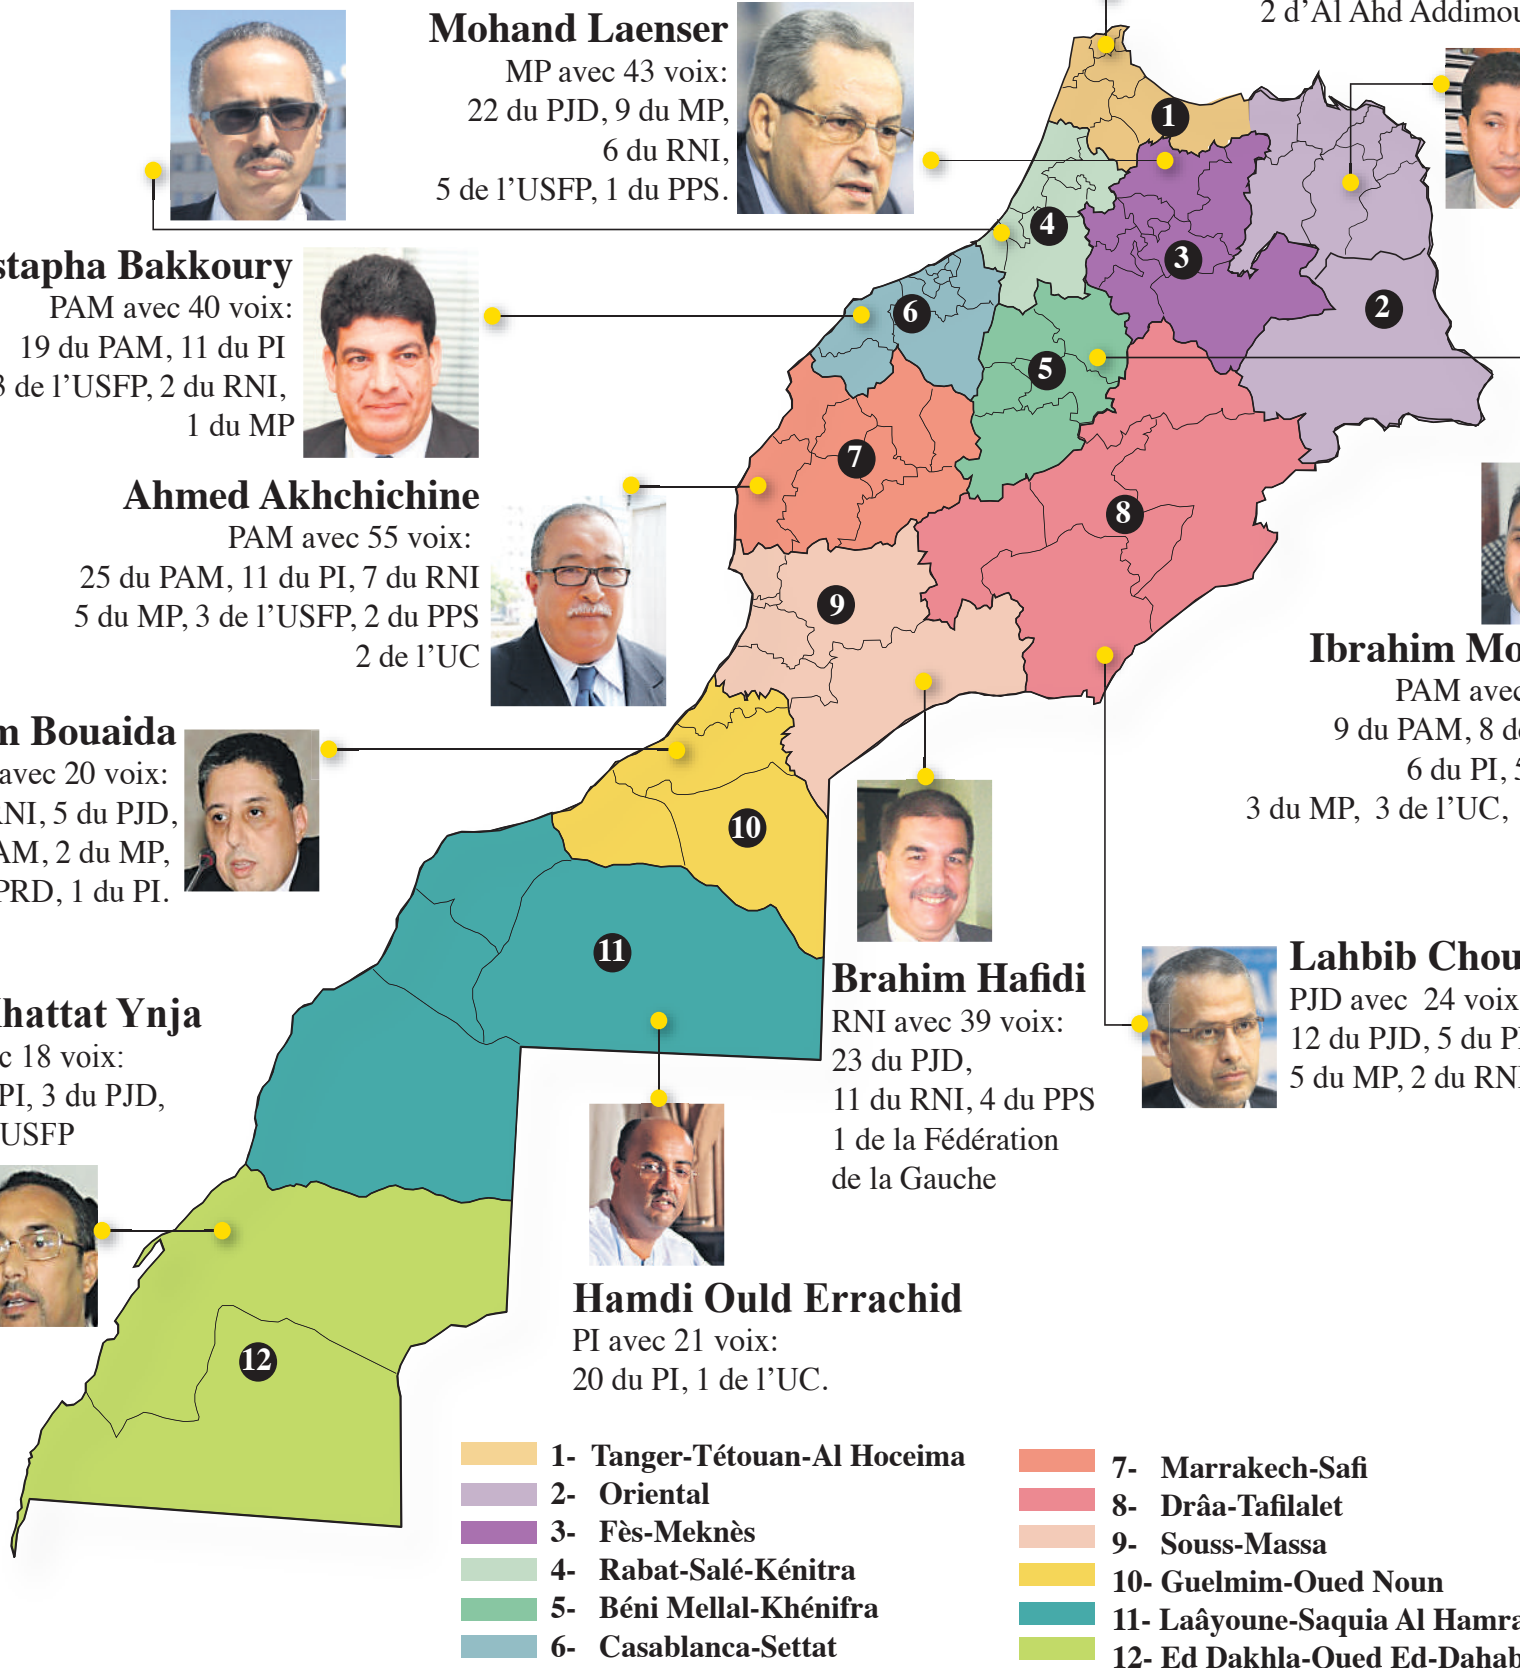 2 d'Al Ahd Addimou
Mohand Laenser
MP avec 43 voix:
22 du PJD, 9 du MP,
6 du RNI,
5 de l'USFP, 1 du PPS.
stapha Bakkoury
PAM avec 40 voix:
19 du PAM, 11 du PI
3 de l'USFP, 2 du RNI,
1 du MP
Ahmed Akhchichine
PAM avec 55 voix:
25 du PAM, 11 du PI, 7 du RNI
5 du MP, 3 de l'USFP, 2 du PPS
2 de l'UC
m Bouaida
avec 20 voix:
RNI, 5 du PJD,
AM, 2 du MP,
PRD, 1 du PI.
hattat Ynja
c 18 voix:
PI, 3 du PJD,
USFP
1
2
3
4
5
6
7
8
9
10
11
12
Ibrahim Mo
PAM avec
9 du PAM, 8 de
6 du PI, 5
3 du MP, 3 de l'UC,
Brahim Hafidi
RNI avec 39 voix:
23 du PJD,
11 du RNI, 4 du PPS
1 de la Fédération
de la Gauche
Lahbib Chou
PJD avec 24 voix
12 du PJD, 5 du P
5 du MP, 2 du RN
Hamdi Ould Errachid
PI avec 21 voix:
20 du PI, 1 de l'UC.
1- Tanger-Tétouan-Al Hoceima
2- Oriental
3- Fès-Meknès
4- Rabat-Salé-Kénitra
5- Béni Mellal-Khénifra
6- Casablanca-Settat
7- Marrakech-Safi
8- Drâa-Tafilalet
9- Souss-Massa
10- Guelmim-Oued Noun
11- Laâyoune-Saquia Al Hamra
12- Ed Dakhla-Oued Ed-Dahab